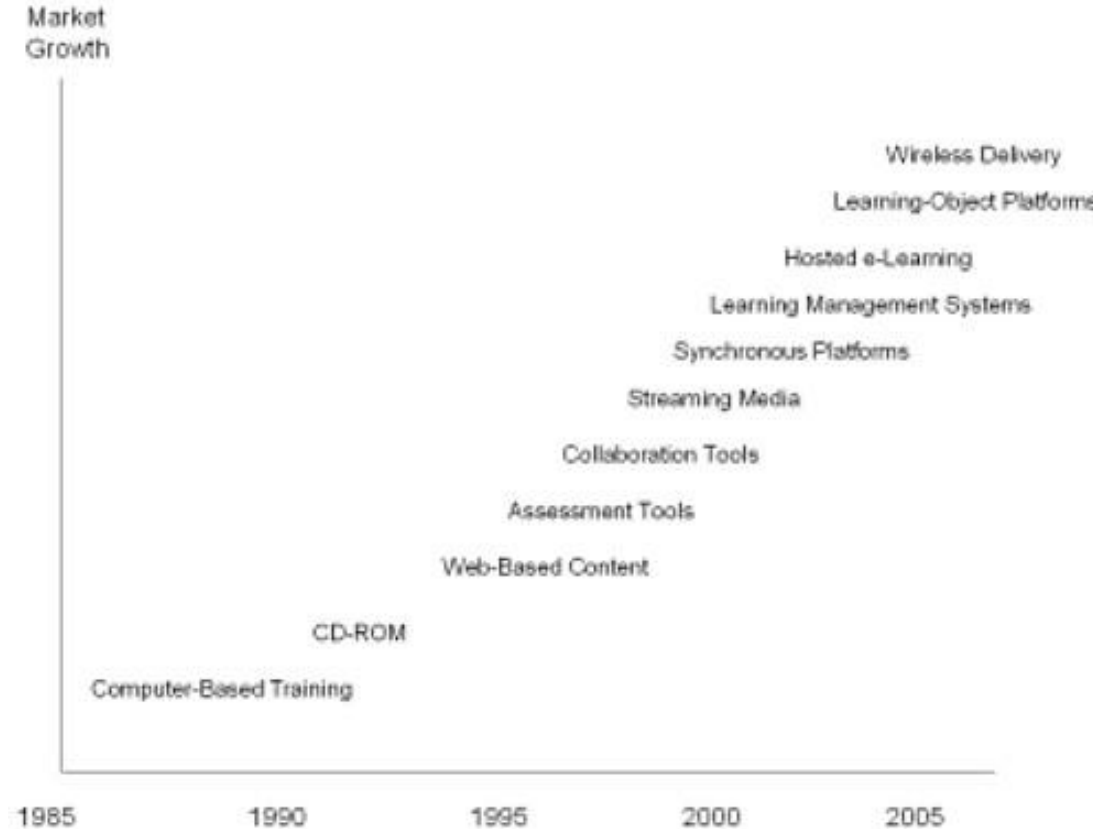 Market
Growth
Wireless Delivery
Learning-Object Platforms
Hosted e-Learning
Learning Management Systems
Synchronous Platforms
Streaming Media
Collaboration Tools
Assessment Tools
Web-Based Content
CD-ROM
Computer-Based Training
1985 1990 1995 2000 2005